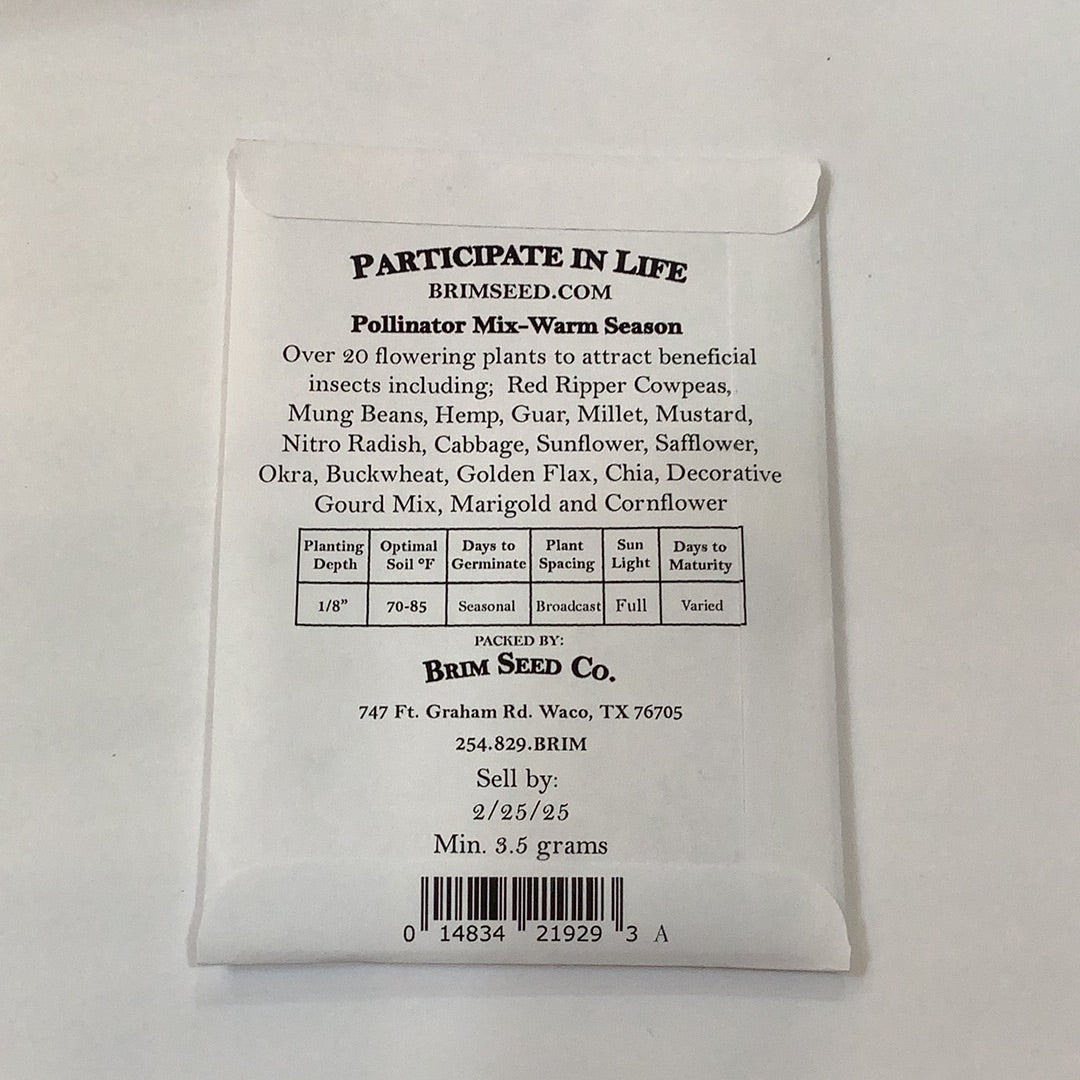 PARTICIPATE IN LIFE
BRIMSEED.COM
Pollinator Mix-Warm Season
Over 20 flowering plants to attract beneficial
insects including; Red Ripper Cowpeas,
Mung Beans, Hemp, Guar, Millet, Mustard,
Nitro Radish, Cabbage, Sunflower, Safflower,
Okra, Buckwheat, Golden Flax, Chia, Decorative
Gourd Mix, Marigold and Cornflower
Planting Depth Optimal Soil °F Days to Germinate Plant Spacing Sun Light Days to Maturity
1/8" 70-85 Seasonal Broadcast Full Varied
PACKED BY:
BRIM SEED CO.
747 Ft. Graham Rd. Waco, TX 76705
254.829.BRIM
Sell by:
2/25/25
Min. 3.5 grams
0 14834 21929 3 A